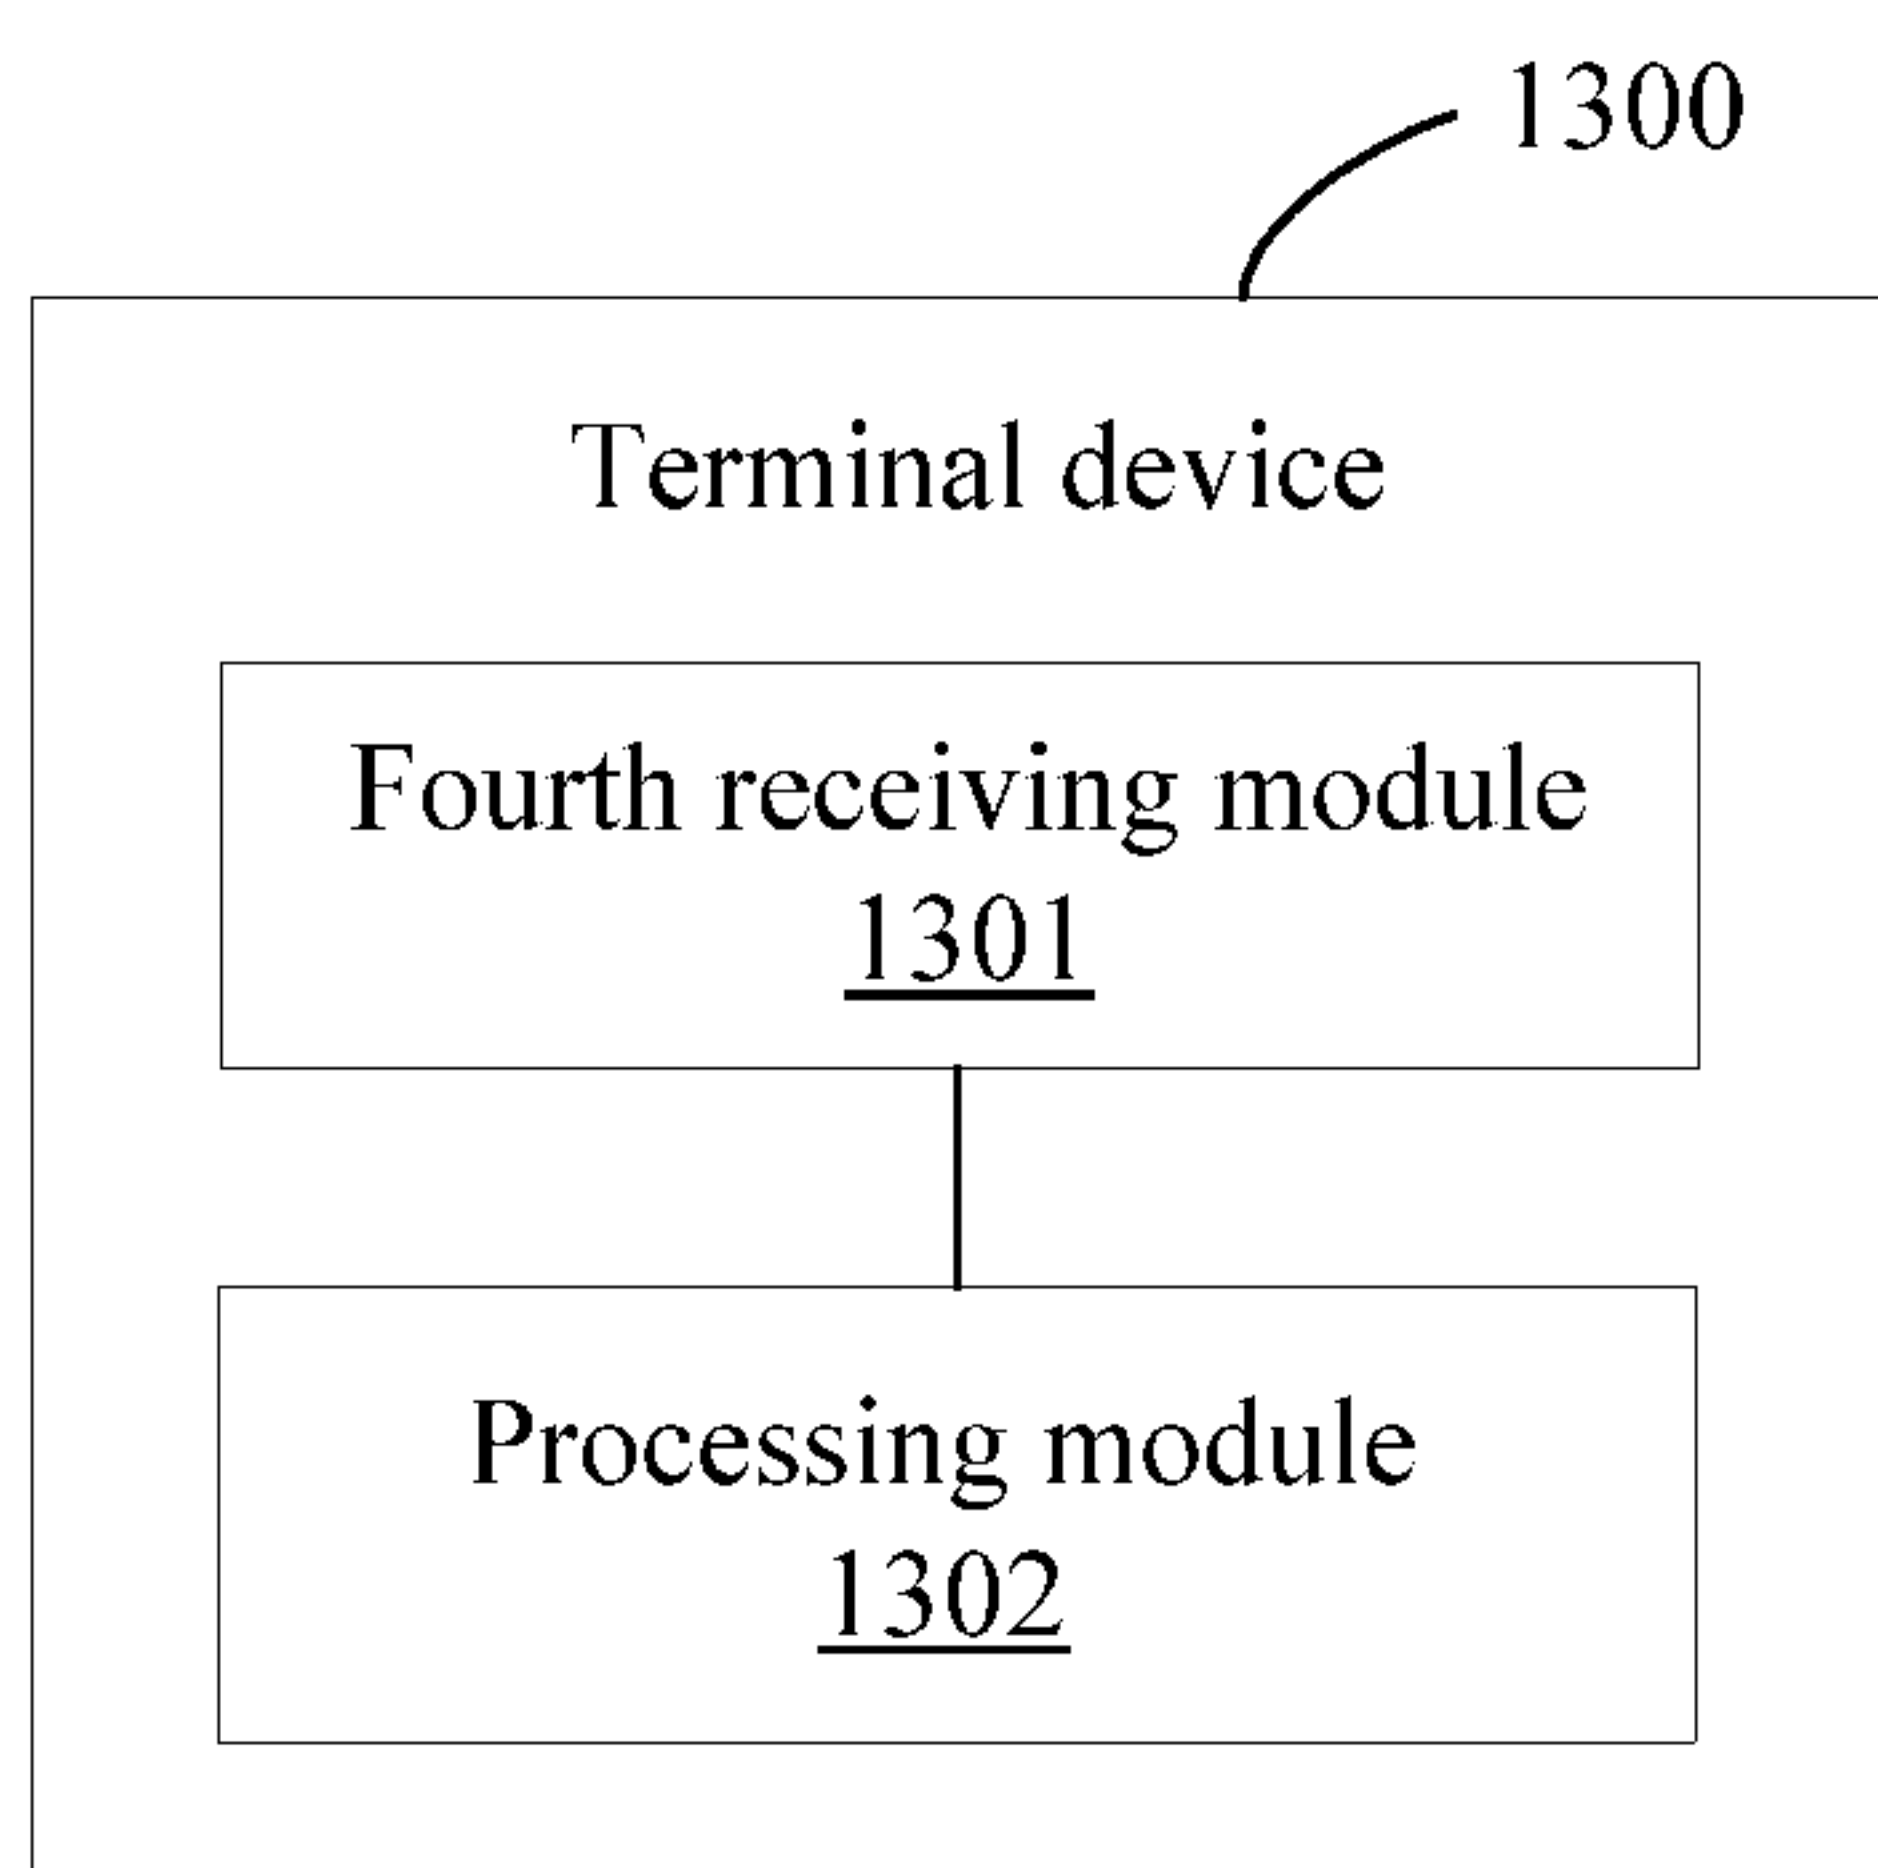 1300
Terminal device
Fourth receiving module
1301
Processing module
1302